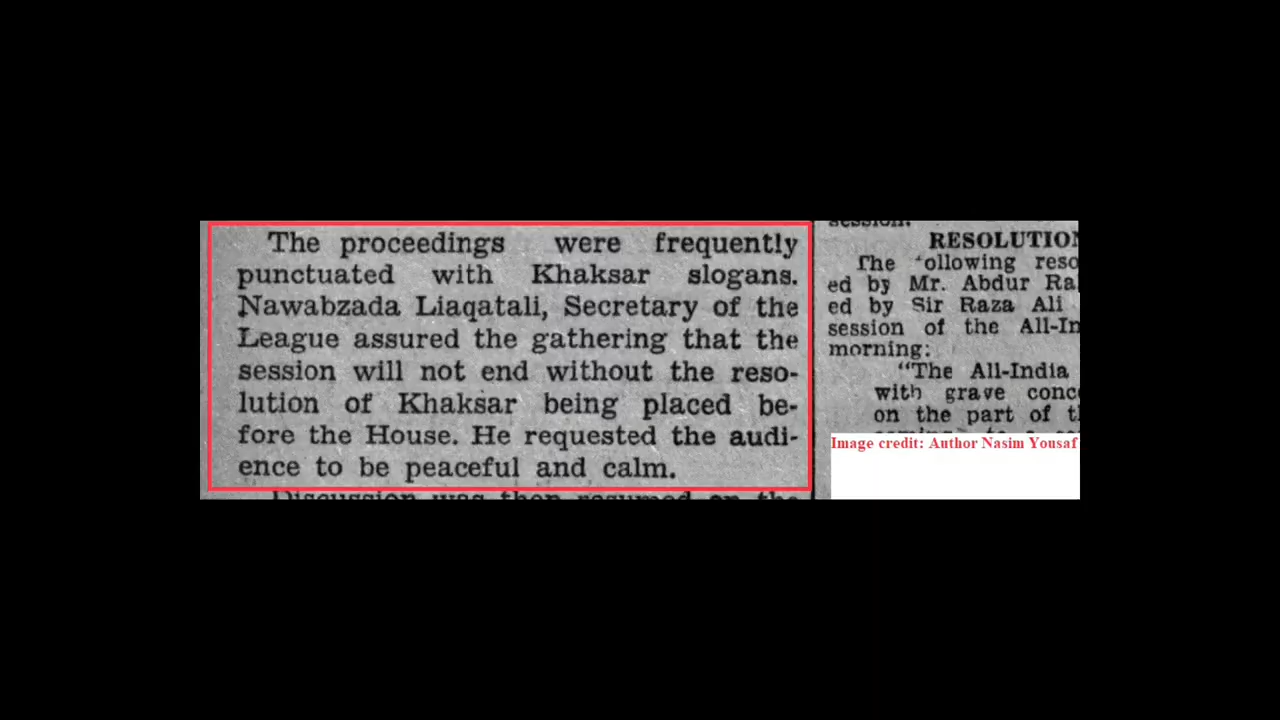 The proceedings were frequently
punctuated with Khaksar slogans.
Nawabzada Liaqatali, Secretary of the
League assured the gathering that the
session will not end without the reso-
lution of Khaksar being placed be-
fore the House. He requested the audi-
ence to be peaceful and calm.
Discussion was then resumed on the
session.
RESOLUTION
The ollowing reso
ed by Mr. Abdur Ra
ed by Sir Raza Ali
session of the All-In
morning:
"The All-India
with grave conc
on the part of t
Image credit: Author Nasim Yousaf